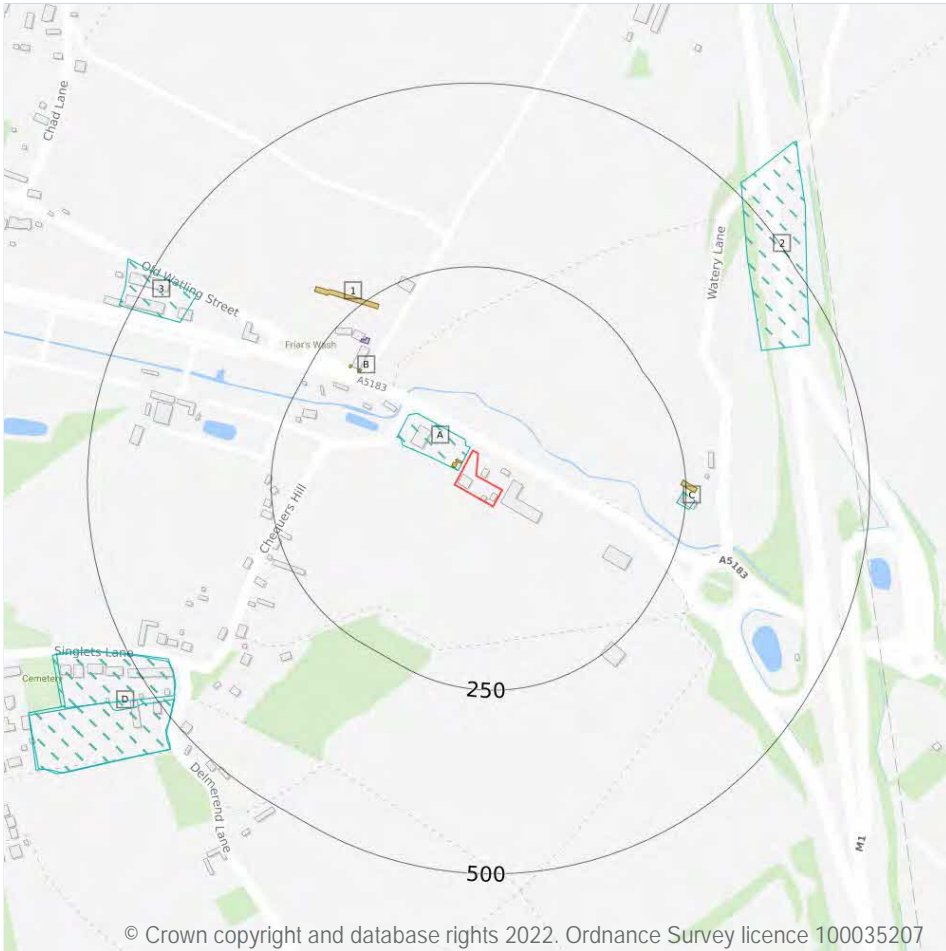 Chad Lane
Old Watling Street
3
1
Friar's Wash
B
A5183
A
Watery Lane
2
C
A5183
Chequers Hill
Singlets Lane
Cemetery
D
Delmerend Lane
250
500
M1
© Crown copyright and database rights 2022. Ordnance Survey licence 100035207